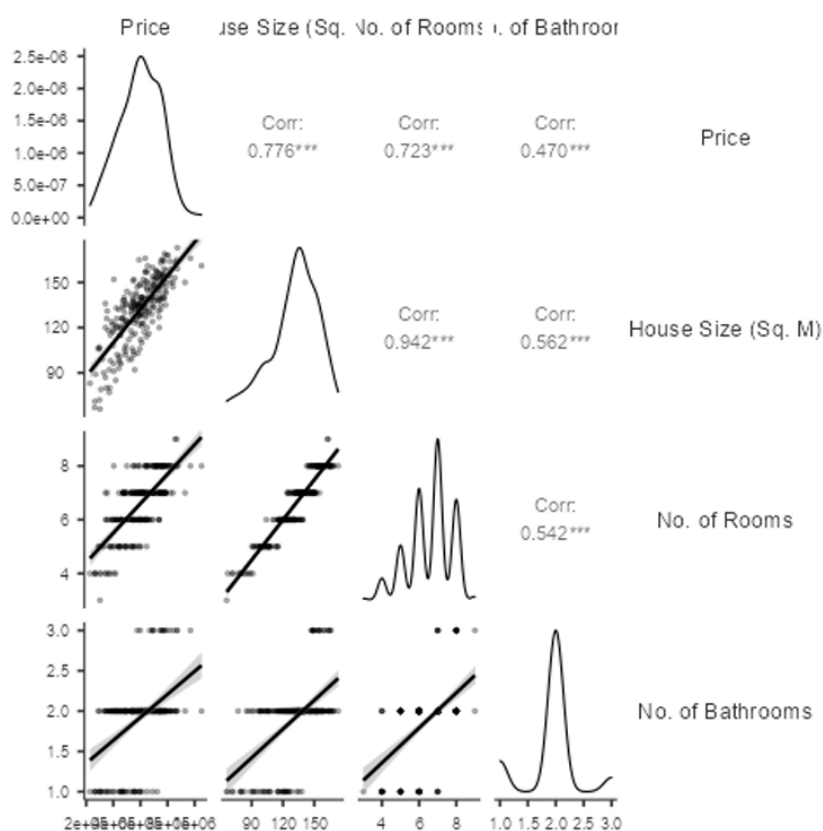 Price use Size (Sq. No. of Rooms . of Bathroor
2.5e-06
2.0e-06
1.5e-06
1.0e-06
5.0e-07
0.0e+00
Corr:
0.776***
Corr:
0.723***
Corr:
0.470***
Price
150
120
90
Corr:
0.942***
Corr:
0.562***
House Size (Sq. M)
8
6
4
Corr:
0.542***
No. of Rooms
3.0
2.5
2.0
1.5
1.0
No. of Bathrooms
90 120 150 4 6 8 1.0 1.5 2.0 2.5 3.0